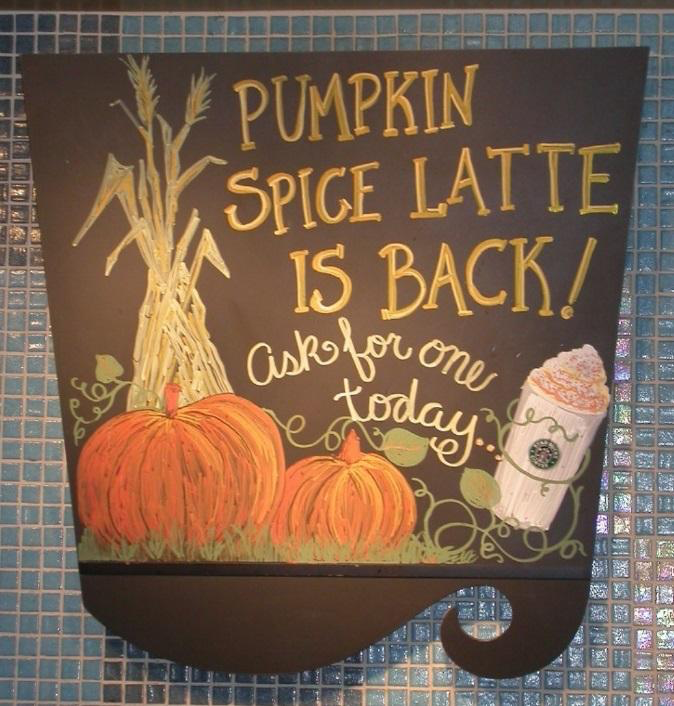 PUMPKIN
SPICE LATTE
IS BACK!
ask for one
today...